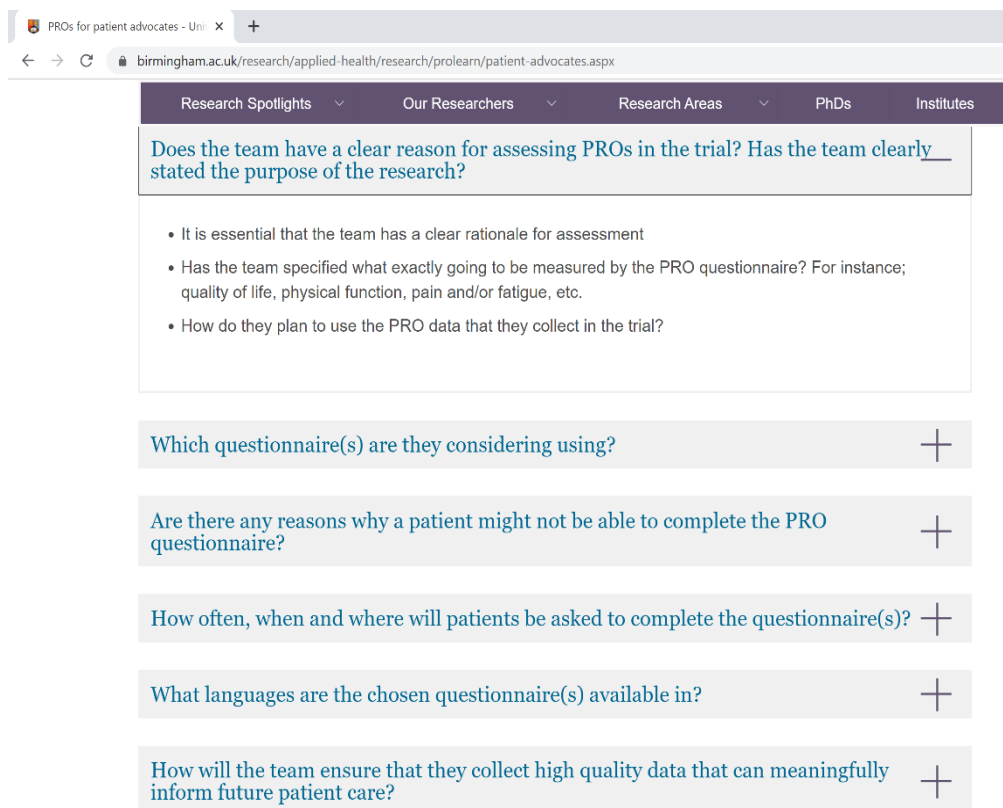 PROs for patient advocates - Uni
birmingham.ac.uk/research/applied-health/research/prolearn/patient-advocates.aspx
Research Spotlights Our Researchers Research Areas PhDs Institutes
Does the team have a clear reason for assessing PROs in the trial? Has the team clearly
stated the purpose of the research?
• It is essential that the team has a clear rationale for assessment
• Has the team specified what exactly going to be measured by the PRO questionnaire? For instance;
quality of life, physical function, pain and/or fatigue, etc.
• How do they plan to use the PRO data that they collect in the trial?
Which questionnaire(s) are they considering using?
Are there any reasons why a patient might not be able to complete the PRO
questionnaire?
How often, when and where will patients be asked to complete the questionnaire(s)?
What languages are the chosen questionnaire(s) available in?
How will the team ensure that they collect high quality data that can meaningfully
inform future patient care?